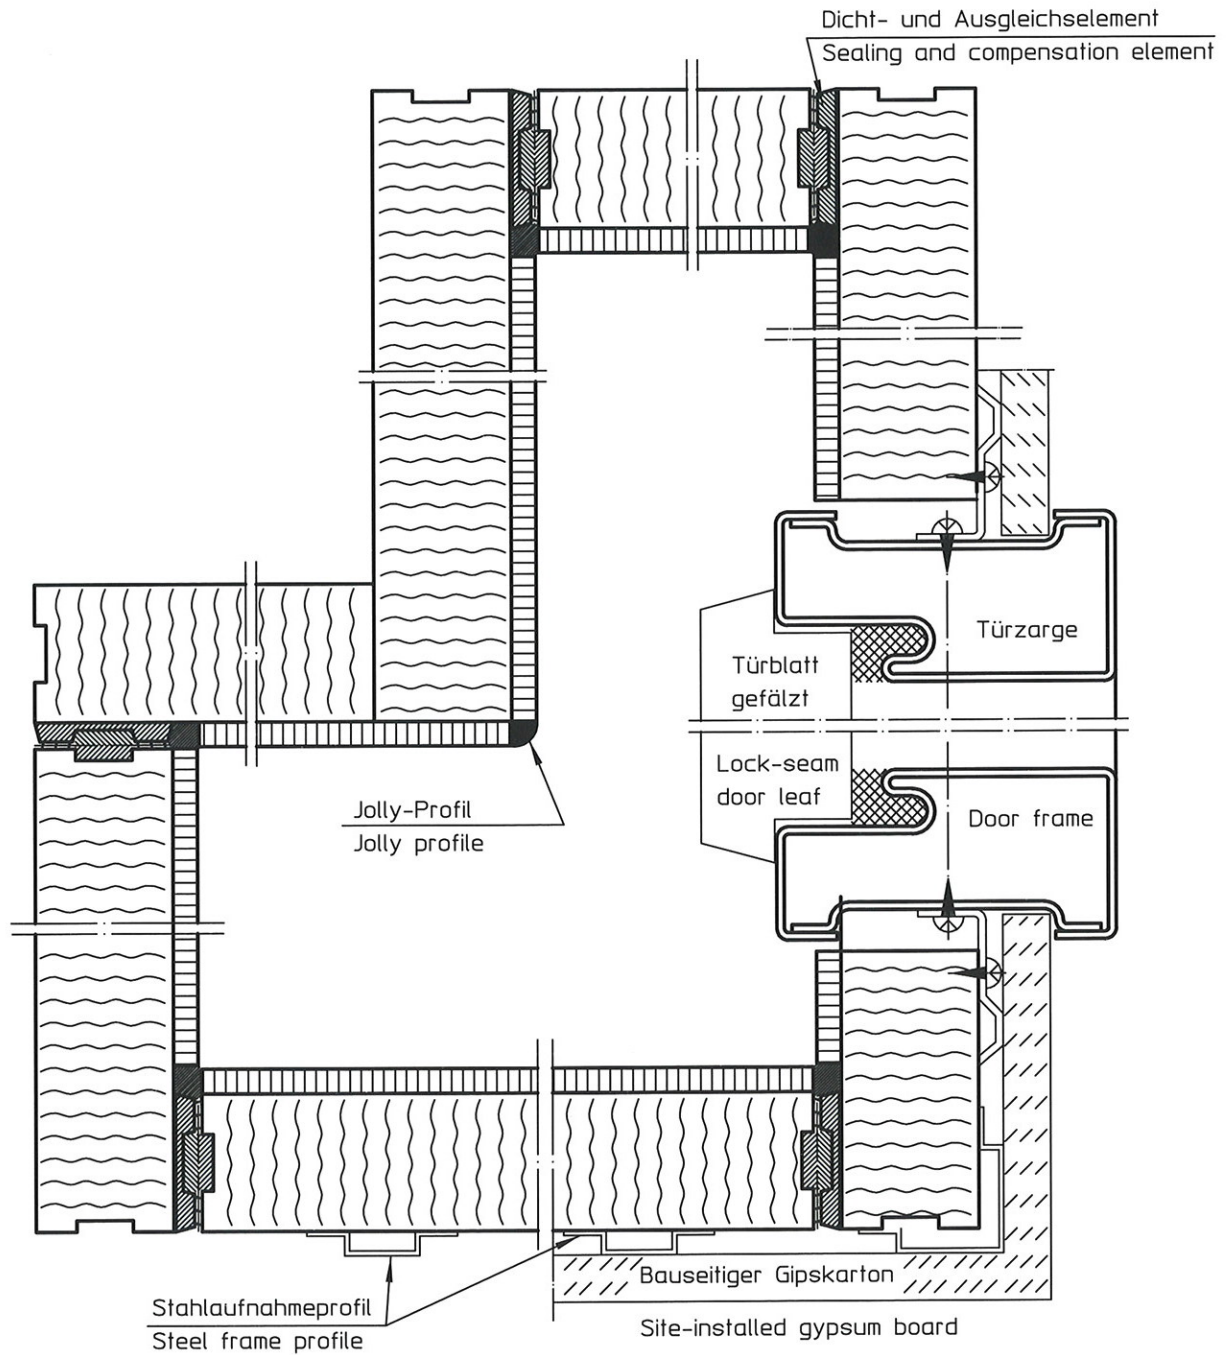 Dicht- und Ausgleichselement
Sealing and compensation element
Türzarge
Türblatt
gefälzt
Lock-seam
door leaf
Door frame
Jolly-Profil
Jolly profile
Bauseitiger Gipskarton
Stahlaufnahmeprofil
Steel frame profile
Site-installed gypsum board